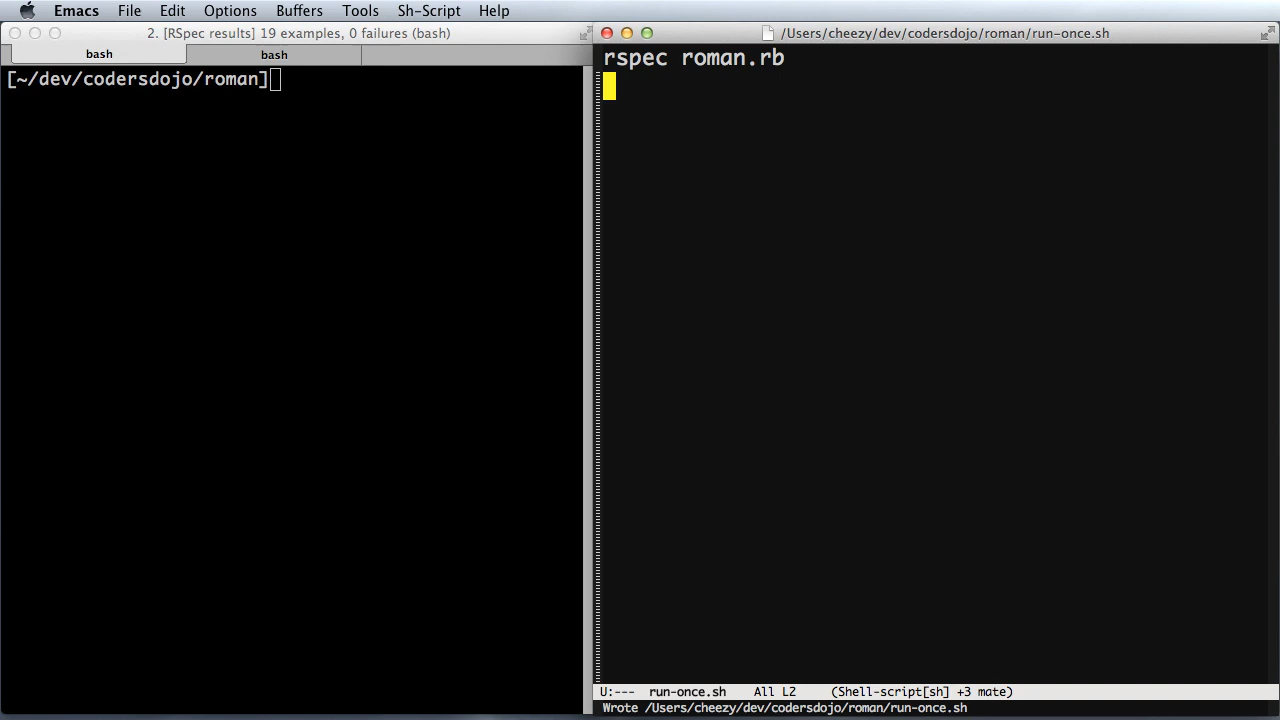 Emacs File Edit Options Buffers Tools Sh-Script Help
2. [RSpec results] 19 examples, 0 failures (bash)
bash bash
[~/dev/codersdojo/roman]
/Users/cheezy/dev/codersdojo/roman/run-once.sh
rspec roman.rb
U:--- run-once.sh All L2 (Shell-script[sh] +3 mate)
Wrote /Users/cheezy/dev/codersdojo/roman/run-once.sh